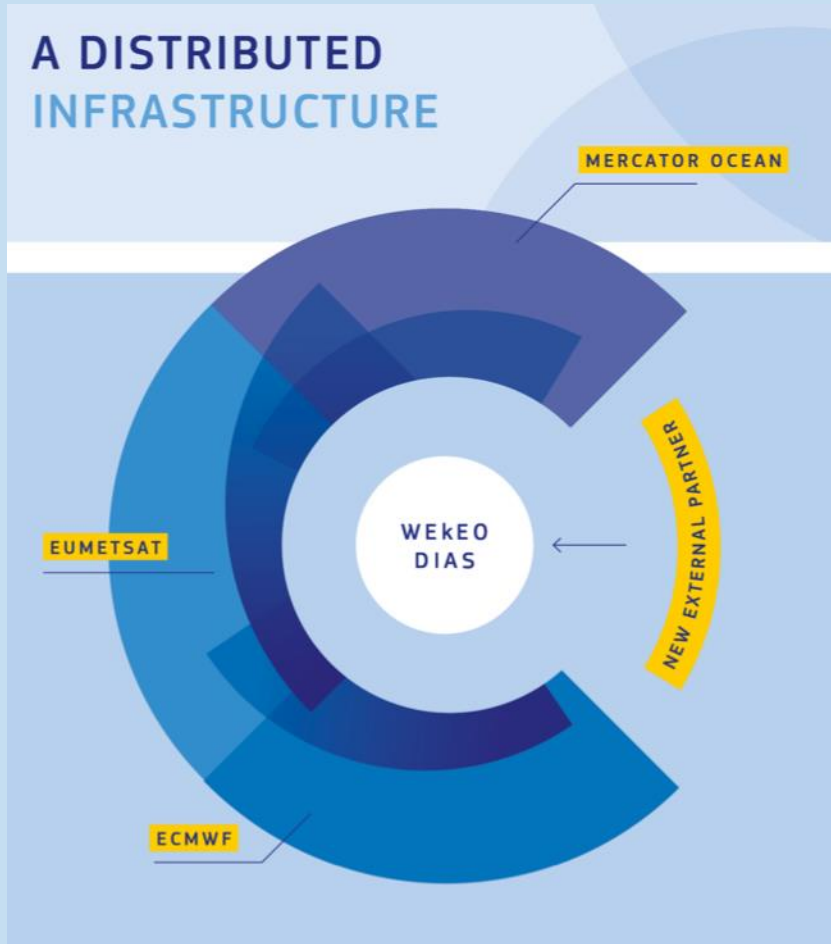 A DISTRIBUTED
INFRASTRUCTURE
MERCATOR OCEAN
NEW EXTERNAL PARTNER
WEkEO
DIAS
EUMETSAT
ECMWF